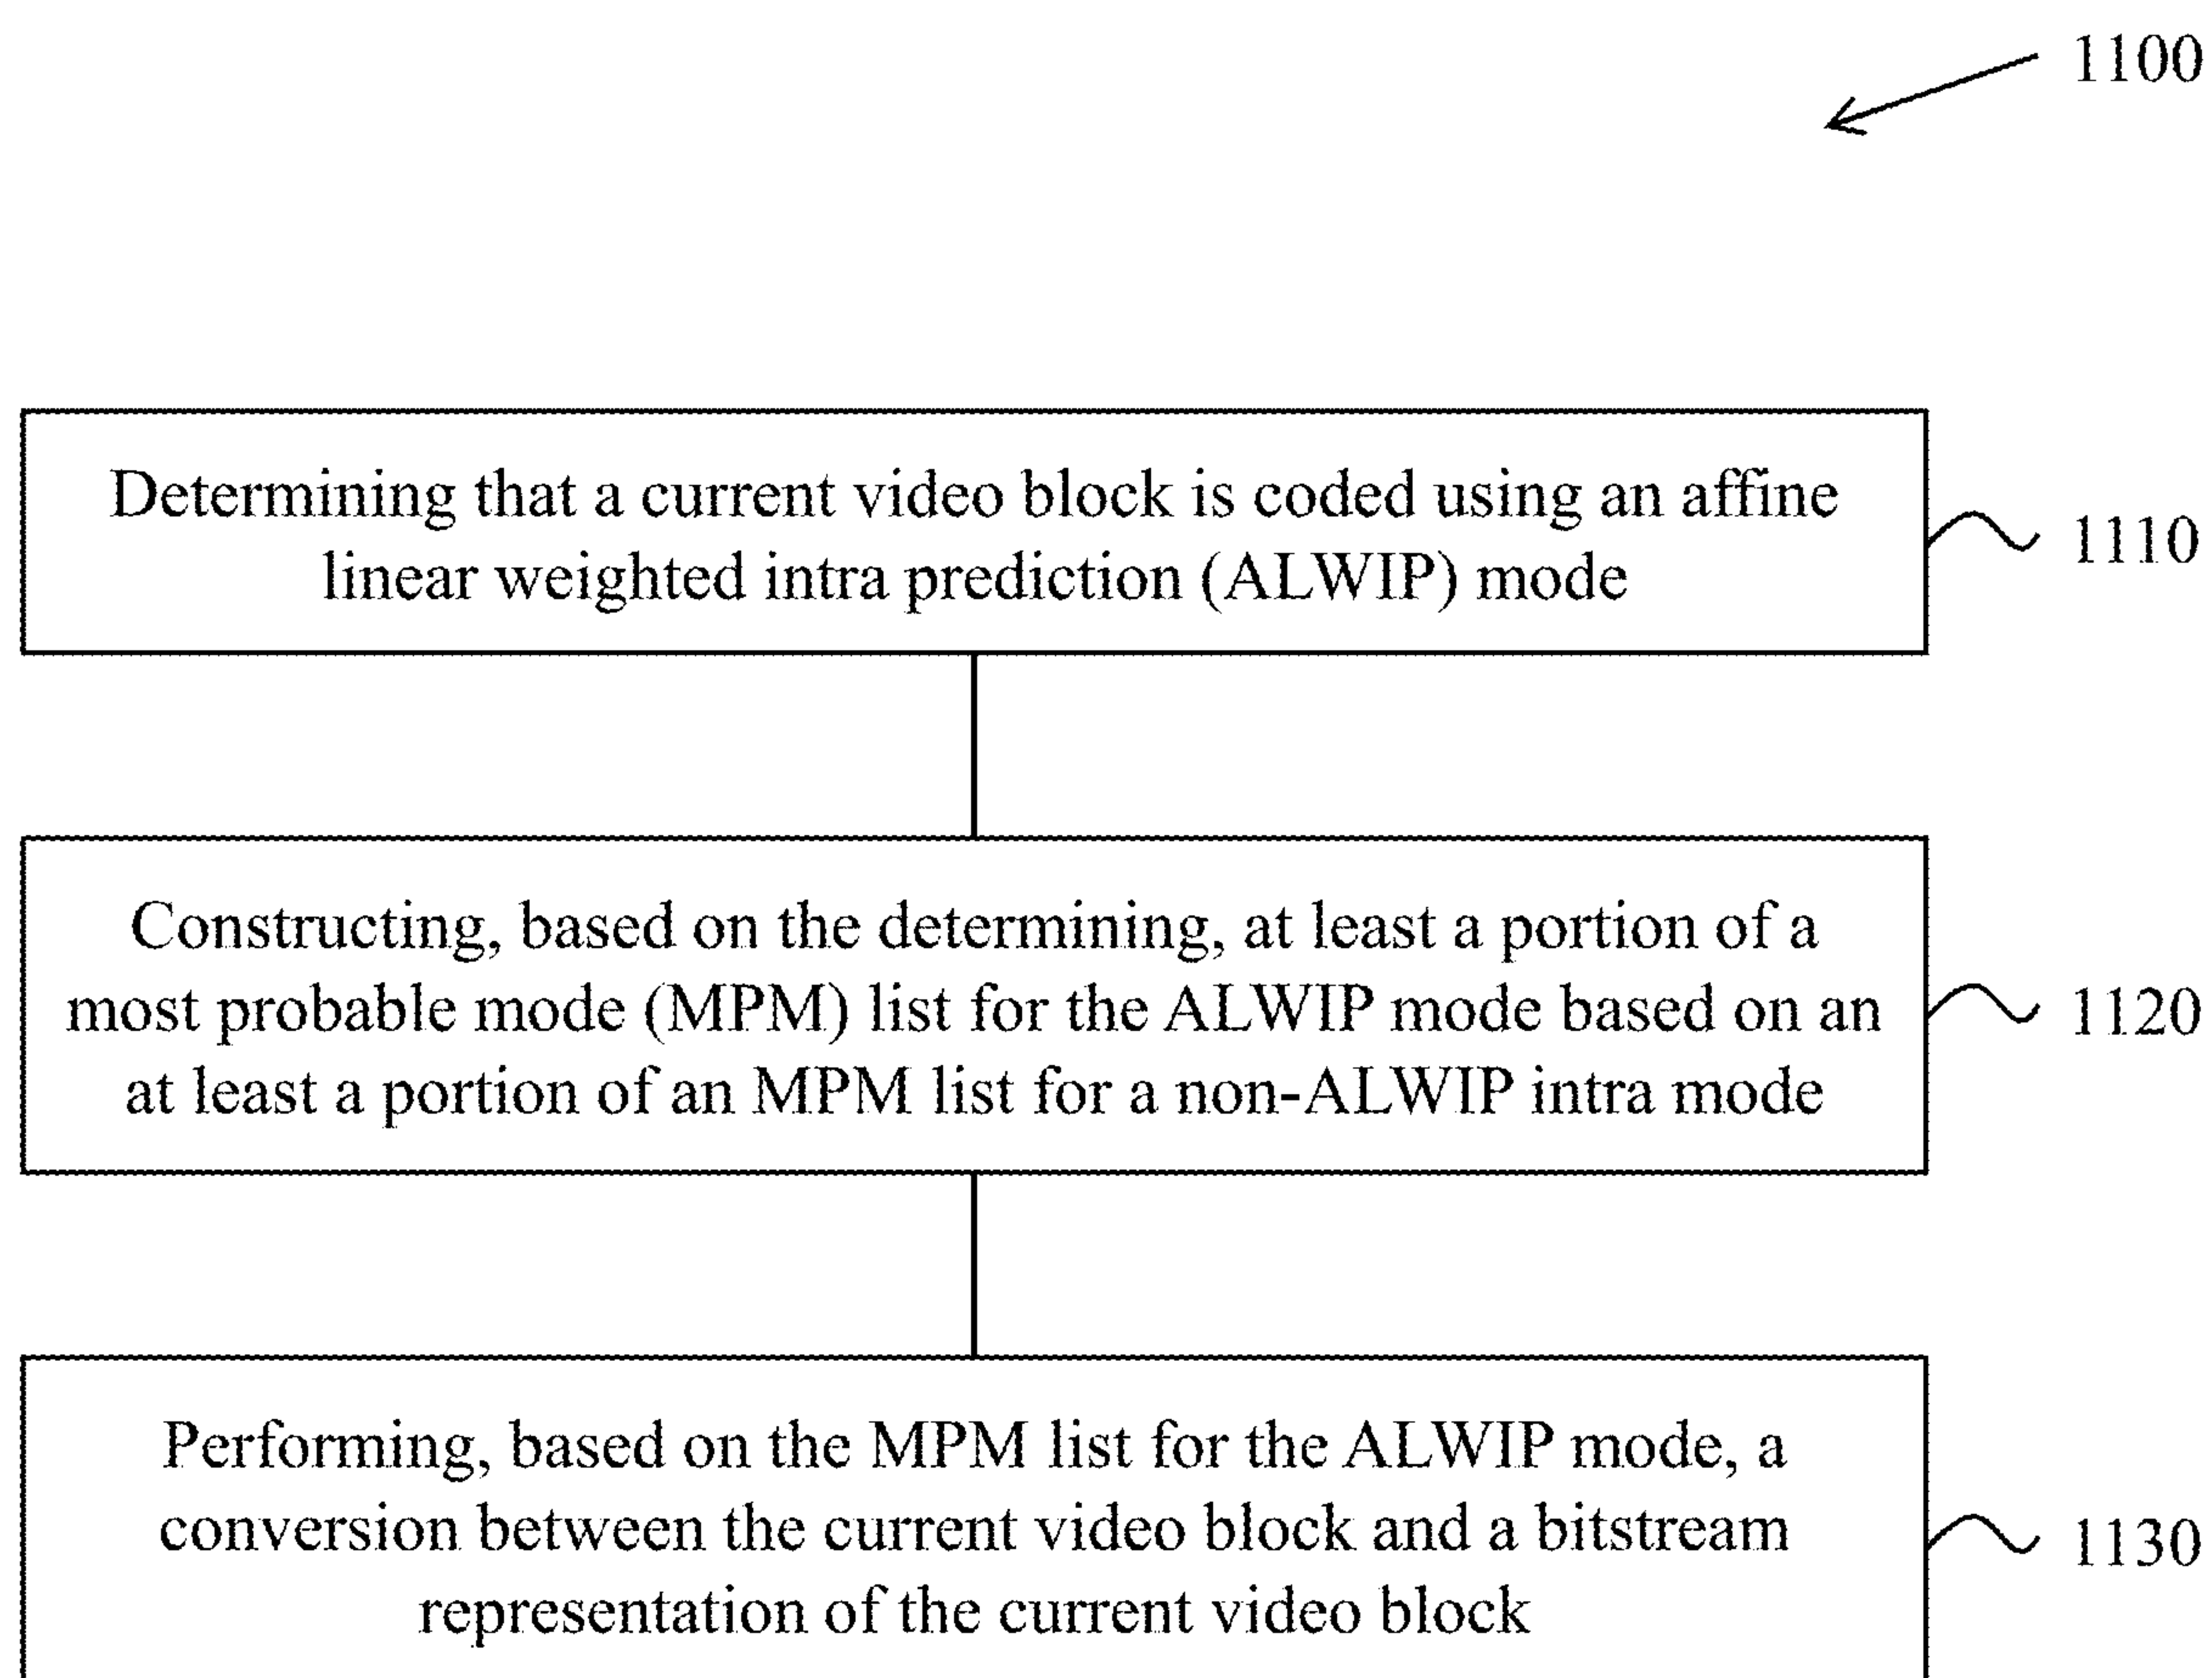 1100
Determining that a current video block is coded using an affine
linear weighted intra prediction (ALWIP) mode
1110
Constructing, based on the determining, at least a portion of a
most probable mode (MPM) list for the ALWIP mode based on an
at least a portion of an MPM list for a non-ALWIP intra mode
1120
Performing, based on the MPM list for the ALWIP mode, a
conversion between the current video block and a bitstream
representation of the current video block
1130